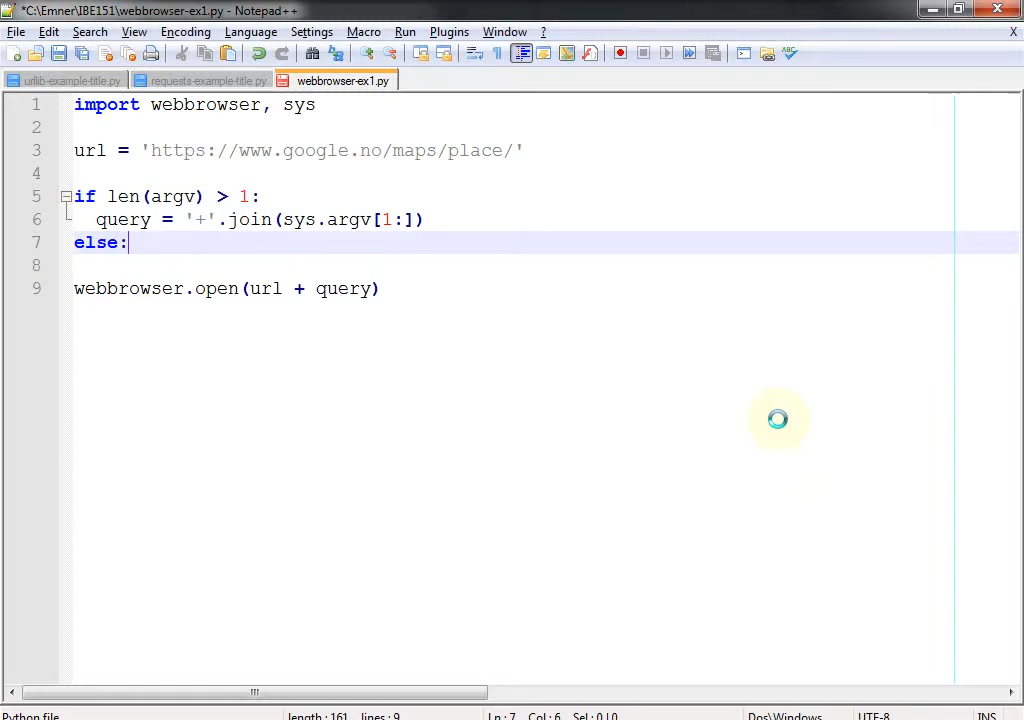 *C:\Emner\IBE151\webbrowser-ex1.py - Notepad++
File Edit Search View Encoding Language Settings Macro Run Plugins Window ? X
urllib-example-title.py requests-example-title.py webbrowser-ex1.py
1 import webbrowser, sys
2
3 url = 'https://www.google.no/maps/place/'
4
5 if len(argv) > 1:
6 query = '+'.join(sys.argv[1:])
7 else:
8
9 webbrowser.open(url + query)
Python file length : 161 lines : 9 Ln : 7 Col : 6 Sel : 0 | 0 Dos\Windows UTF-8 INS